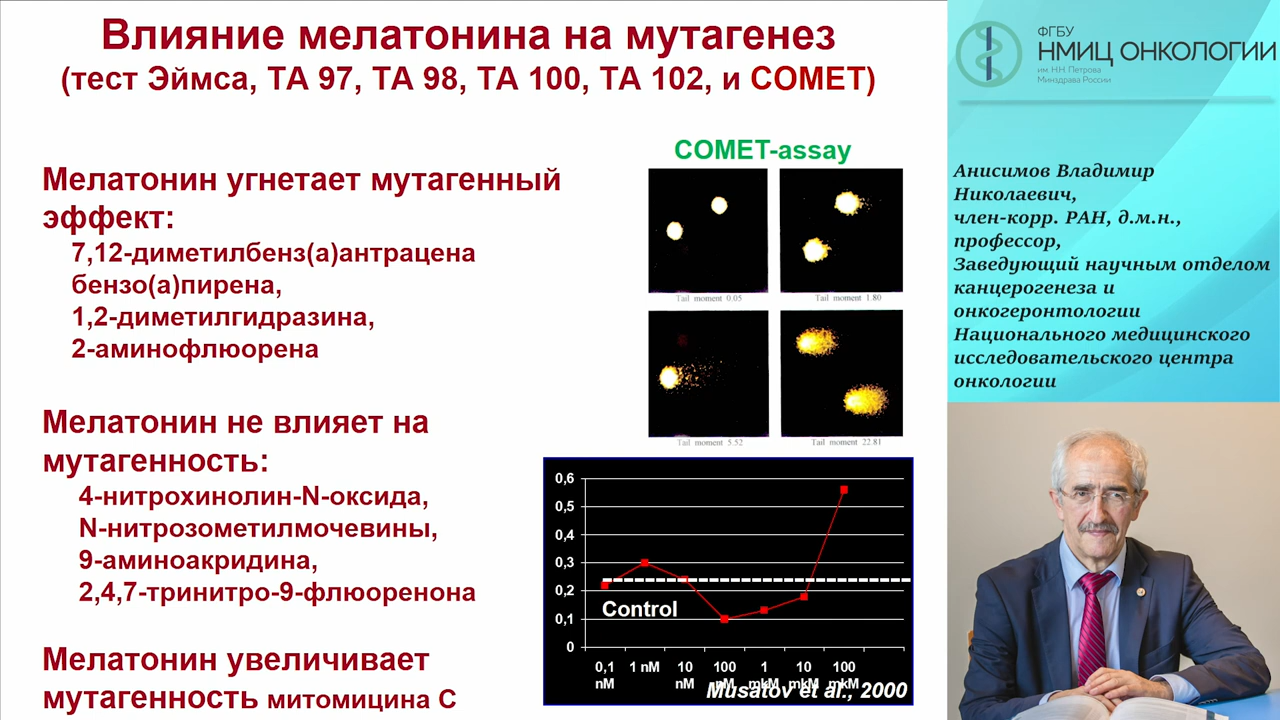 Влияние мелатонина на мутагенез
(тест Эймса, TA 97, TA 98, TA 100, TA 102, и COMET)
Мелатонин угнетает мутагенный
эффект:
7,12-диметилбенз(а)антрацена
бензо(а)пирена,
1,2-диметилгидразина,
2-аминофлюорена
Мелатонин не влияет на
мутагенность:
4-нитрохинолин-N-оксида,
N-нитрозометилмочевины,
9-аминоакридина,
2,4,7-тринитро-9-флюоренона
Мелатонин увеличивает
мутагенность митомицина С
COMET-assay
Tail moment 0.05
Tail moment 1.80
Tail moment 5.52
Tail moment 22.81
0,6
0,5
0,4
0,3
0,2
0,1
0
Control
0,1 nM
1 nM
10 nM
100 nM
1 mkM
10 mkM
100 mkM
Musatov et al., 2000
ФГБУ
НМИЦ ОНКОЛОГИИ
им. Н.Н. Петрова
Минздрава России
Анисимов Владимир
Николаевич,
член-корр. РАН, д.м.н.,
профессор,
Заведующий научным отделом
канцерогенеза и
онкогеронтологии
Национального медицинского
исследовательского центра
онкологии